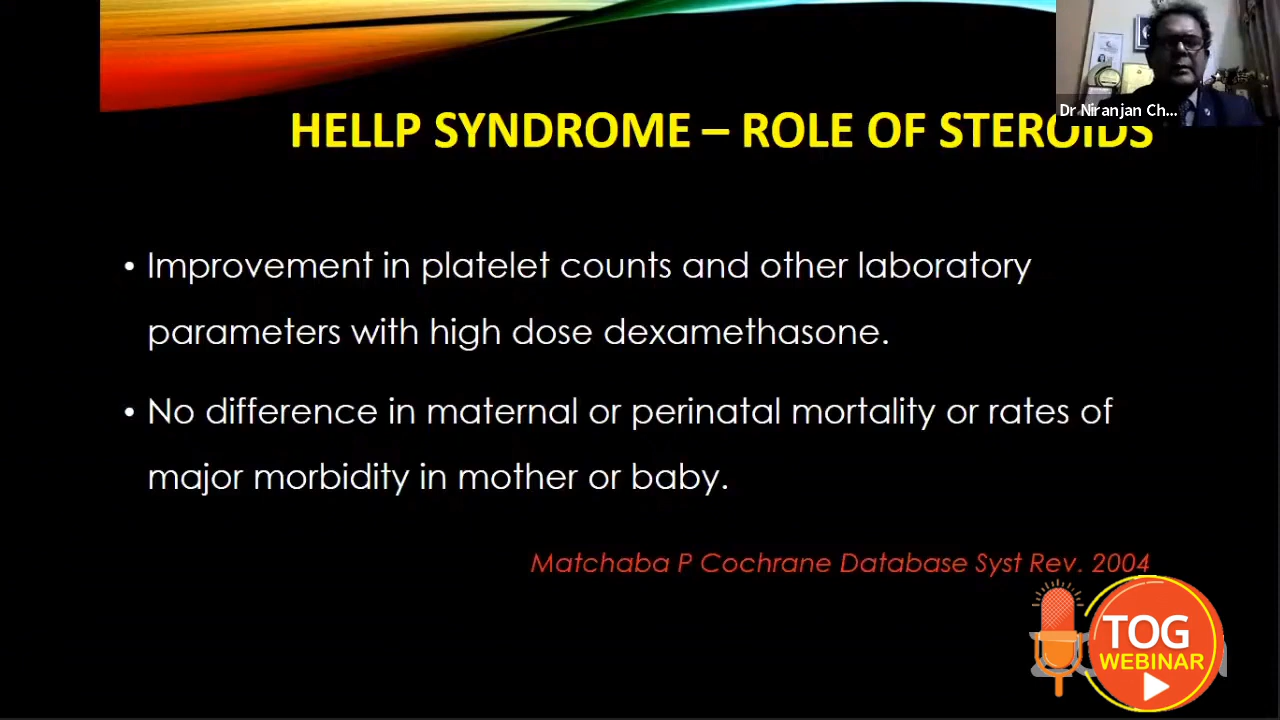 Dr Niranjan Ch...
HELLP SYNDROME – ROLE OF STEROIDS
• Improvement in platelet counts and other laboratory
parameters with high dose dexamethasone.
• No difference in maternal or perinatal mortality or rates of
major morbidity in mother or baby.
Matchaba P Cochrane Database Syst Rev. 2004
TOG
WEBINAR